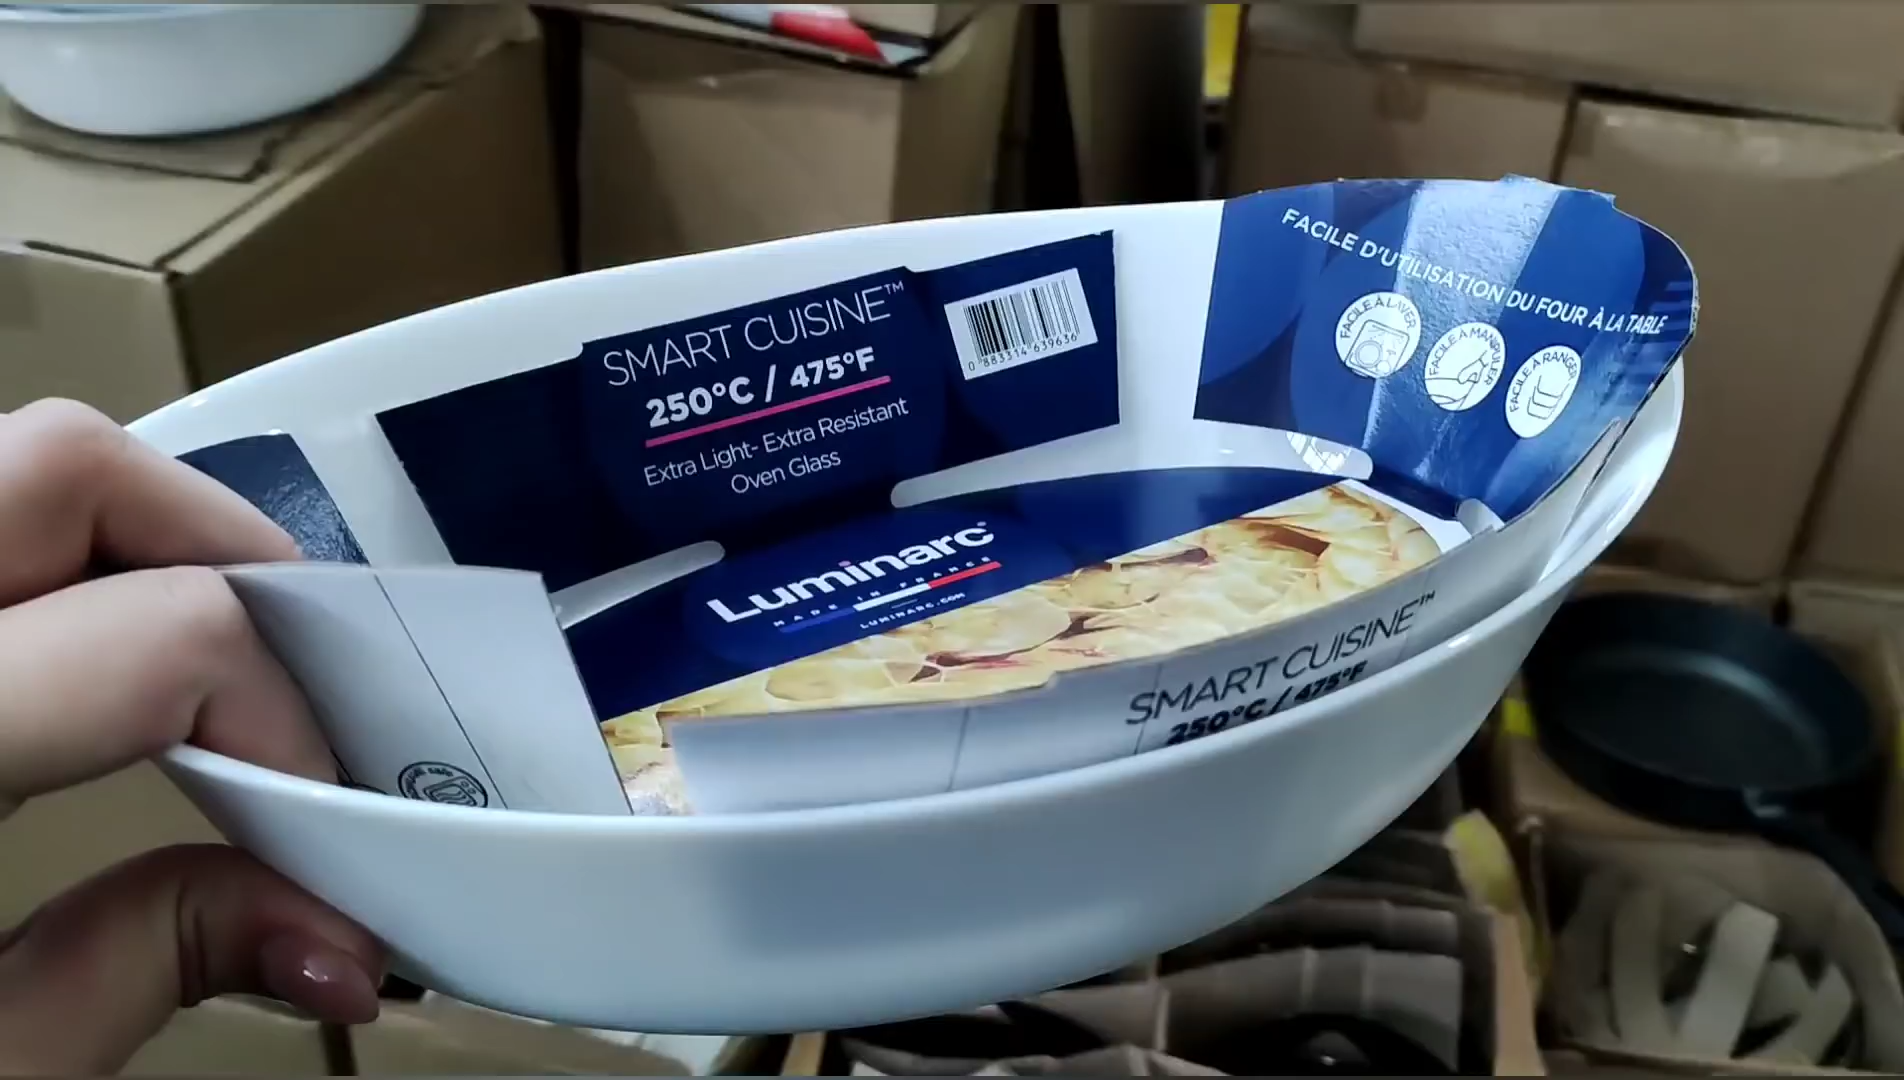 SMART CUISINE™
250°C / 475°F
Extra Light- Extra Resistant
Oven Glass
0 883314 639636
FACILE D'UTILISATION DU FOUR À LA TABLE
FACILE À LAVER
FACILE À MANIPULER
FACILE À RANGER
Luminarc®
MADE IN FRANCE
LUMINARC.COM
SMART CUISINE™
250°C / 475°F